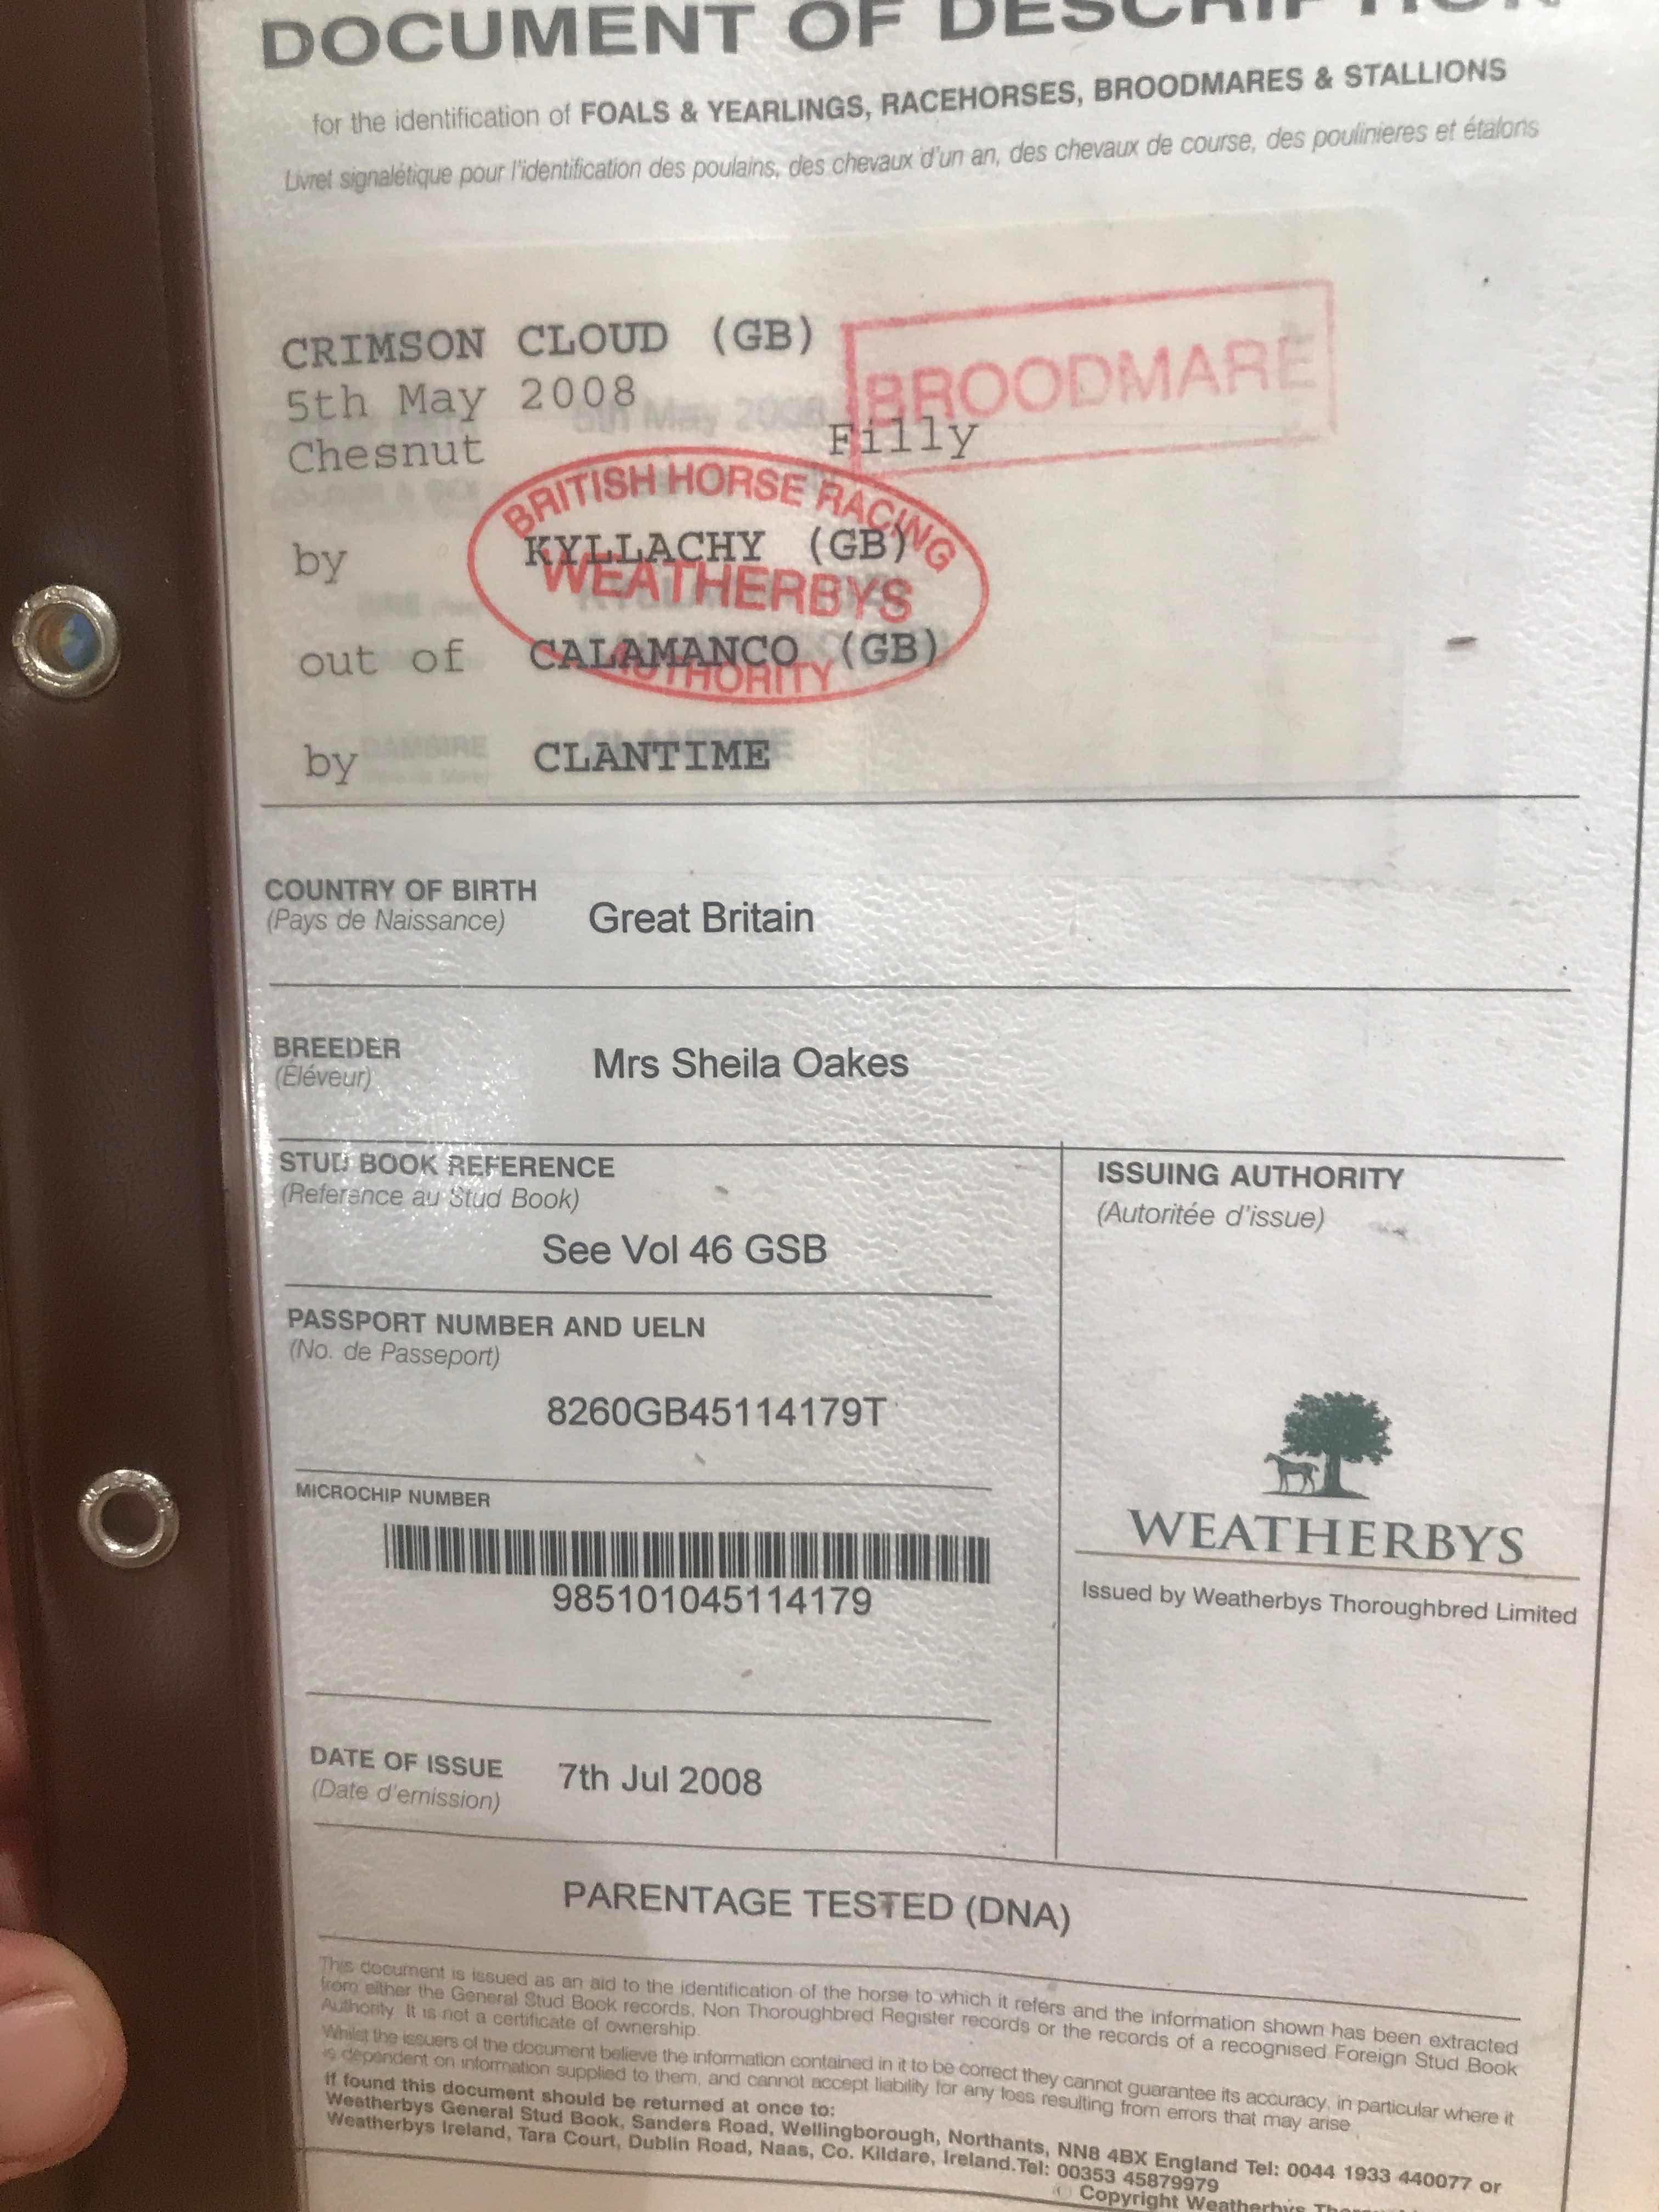 DOCUMENT OF DESCRIPTION
for the identification of FOALS & YEARLINGS, RACEHORSES, BROODMARES & STALLIONS
Livret signalétique pour l'identification des poulains, des chevaux d'un an, des chevaux de course, des poulinieres et étalons
CRIMSON CLOUD (GB)
BROODMARE
5th May 2008
Chesnut Filly
BRITISH HORSE RACING
WEATHERBYS
AUTHORITY
by KYLLACHY (GB)
out of CALAMANCO (GB)
by CLANTIME
COUNTRY OF BIRTH
(Pays de Naissance)
Great Britain
BREEDER
(Éléveur)
Mrs Sheila Oakes
STUD BOOK REFERENCE
(Reference au Stud Book)
See Vol 46 GSB
PASSPORT NUMBER AND UELN
(No. de Passeport)
8260GB45114179T
MICROCHIP NUMBER
985101045114179
DATE OF ISSUE
(Date d'emission)
7th Jul 2008
ISSUING AUTHORITY
(Autoritée d'issue)
WEATHERBYS
Issued by Weatherbys Thoroughbred Limited
PARENTAGE TESTED (DNA)
This document is issued as an aid to the identification of the horse to which it refers and the information shown has been extracted
from either the General Stud Book records, Non Thoroughbred Register records or the records of a recognised Foreign Stud Book
Authority. It is not a certificate of ownership.
Whilst the issuers of the document believe the information contained in it to be correct they cannot guarantee its accuracy, in particular where it
is dependent on information supplied to them, and cannot accept liability for any loss resulting from errors that may arise.
If found this document should be returned at once to:
Weatherbys General Stud Book, Sanders Road, Wellingborough, Northants, NN8 4BX England Tel: 0044 1933 440077 or
Weatherbys Ireland, Tara Court, Dublin Road, Naas, Co. Kildare, Ireland.Tel: 00353 45879979
© Copyright Weatherbys